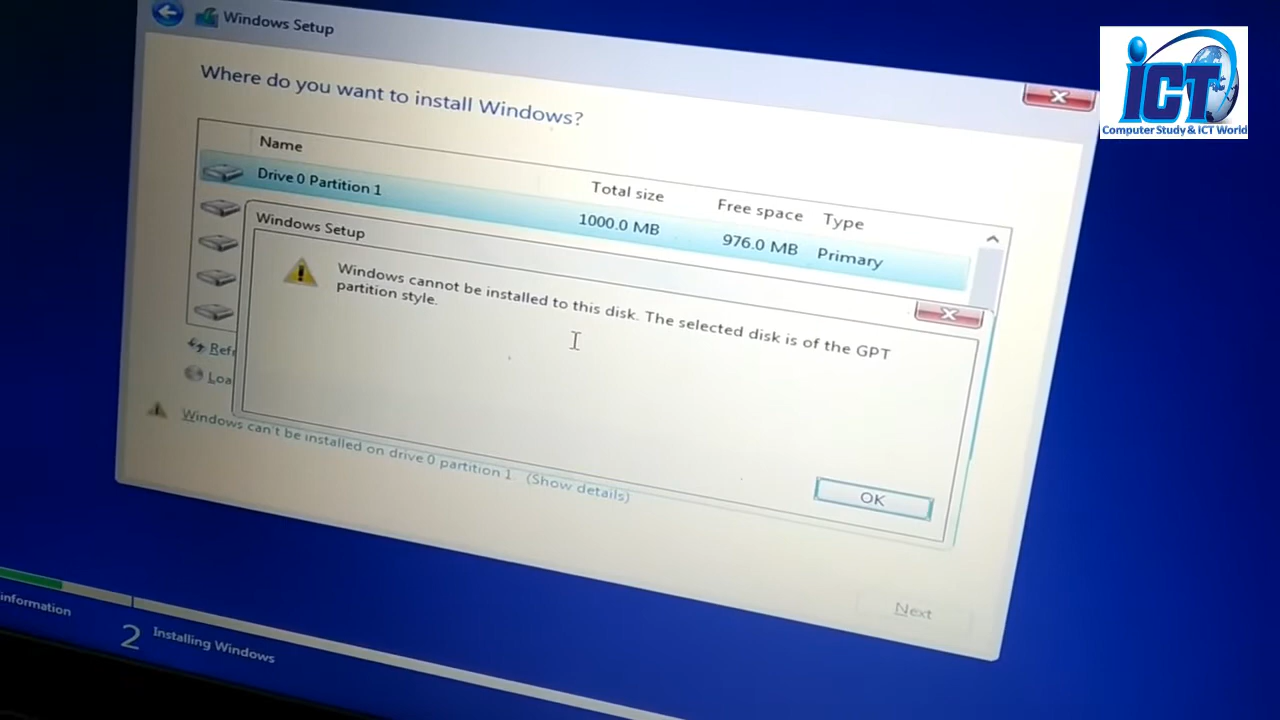 Windows Setup
iCT
Computer Study & ICT World
Where do you want to install Windows?
Name Total size Free space Type
Drive 0 Partition 1 1000.0 MB 976.0 MB Primary
Windows Setup
Windows cannot be installed to this disk. The selected disk is of the GPT
partition style.
Refr
Loa
Windows can't be installed on drive 0 partition 1. (Show details)
OK
Next
information
2 Installing Windows